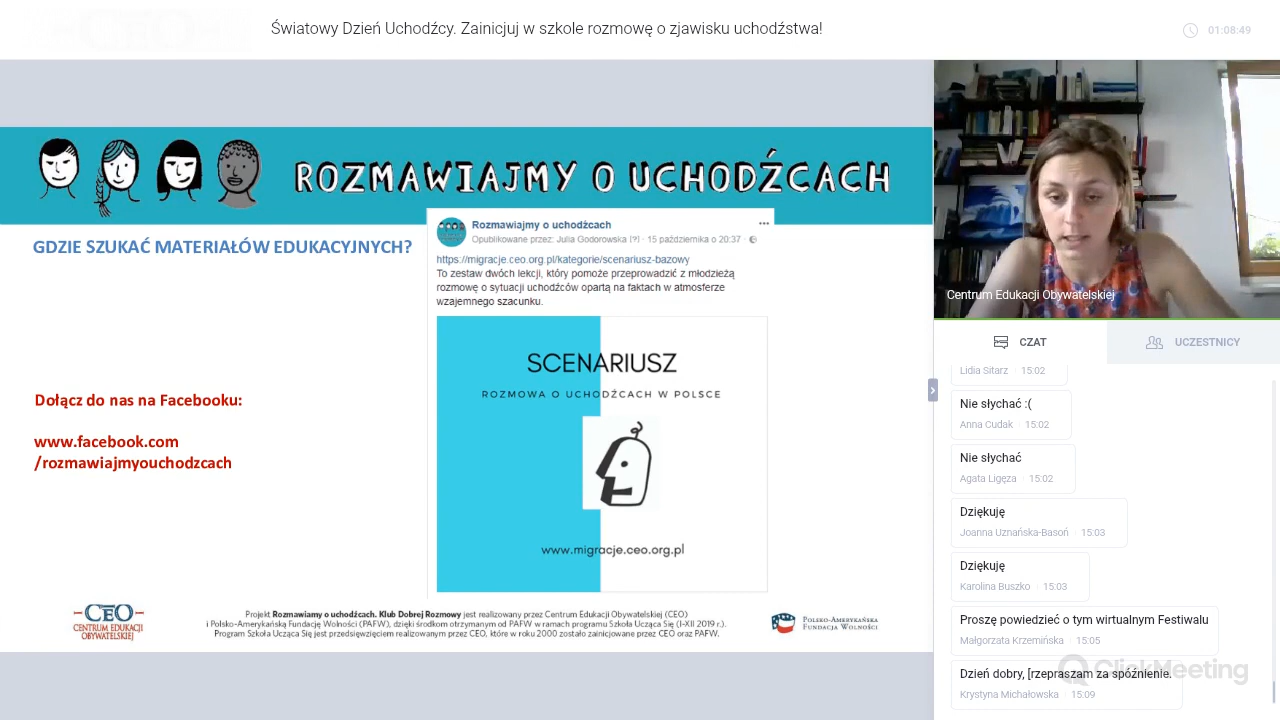 CEO
Światowy Dzień Uchodźcy. Zainicjuj w szkole rozmowę o zjawisku uchodźstwa!
01:08:49
ROZMAWIAJMY O UCHODŹCACH
GDZIE SZUKAĆ MATERIAŁÓW EDUKACYJNYCH?
Rozmawiajmy o uchodźcach
Opublikowane przez: Julia Godorowska [?] · 15 października o 20:37 ·
https://migracje.ceo.org.pl/kategorie/scenariusz-bazowy
To zestaw dwóch lekcji, który pomoże przeprowadzić z młodzieżą
rozmowę o sytuacji uchodźców opartą na faktach w atmosferze
wzajemnego szacunku.
SCENARIUSZ
ROZMOWA O UCHODŹCACH W POLSCE
www.migracje.ceo.org.pl
Dołącz do nas na Facebooku:
www.facebook.com
/rozmawiajmyouchodzcach
CEO
CENTRUM EDUKACJI
OBYWATELSKIEJ
Projekt Rozmawiamy o uchodźcach. Klub Dobrej Rozmowy jest realizowany przez Centrum Edukacji Obywatelskiej (CEO)
i Polsko-Amerykańską Fundację Wolności (PAFW), dzięki środkom otrzymanym od PAFW w ramach programu Szkoła Ucząca Się (I-XII 2019 r.).
Program Szkoła Ucząca Się jest przedsięwzięciem realizowanym przez CEO, które w roku 2000 zostało zainicjowane przez CEO oraz PAFW.
POLSKO-AMERYKAŃSKA
FUNDACJA WOLNOŚCI
Centrum Edukacji Obywatelskiej
CZAT
UCZESTNICY
Lidia Sitarz · 15:02
Nie słychać :(
Anna Cudak · 15:02
Nie słychać
Agata Ligęza · 15:02
Dziękuję
Joanna Uznańska-Basoń · 15:03
Dziękuję
Karolina Buszko · 15:03
Proszę powiedzieć o tym wirtualnym Festiwalu
Małgorzata Krzemińska · 15:05
Dzień dobry, [rzepraszam za spóźnienie.
Krystyna Michałowska · 15:09
ClickMeeting